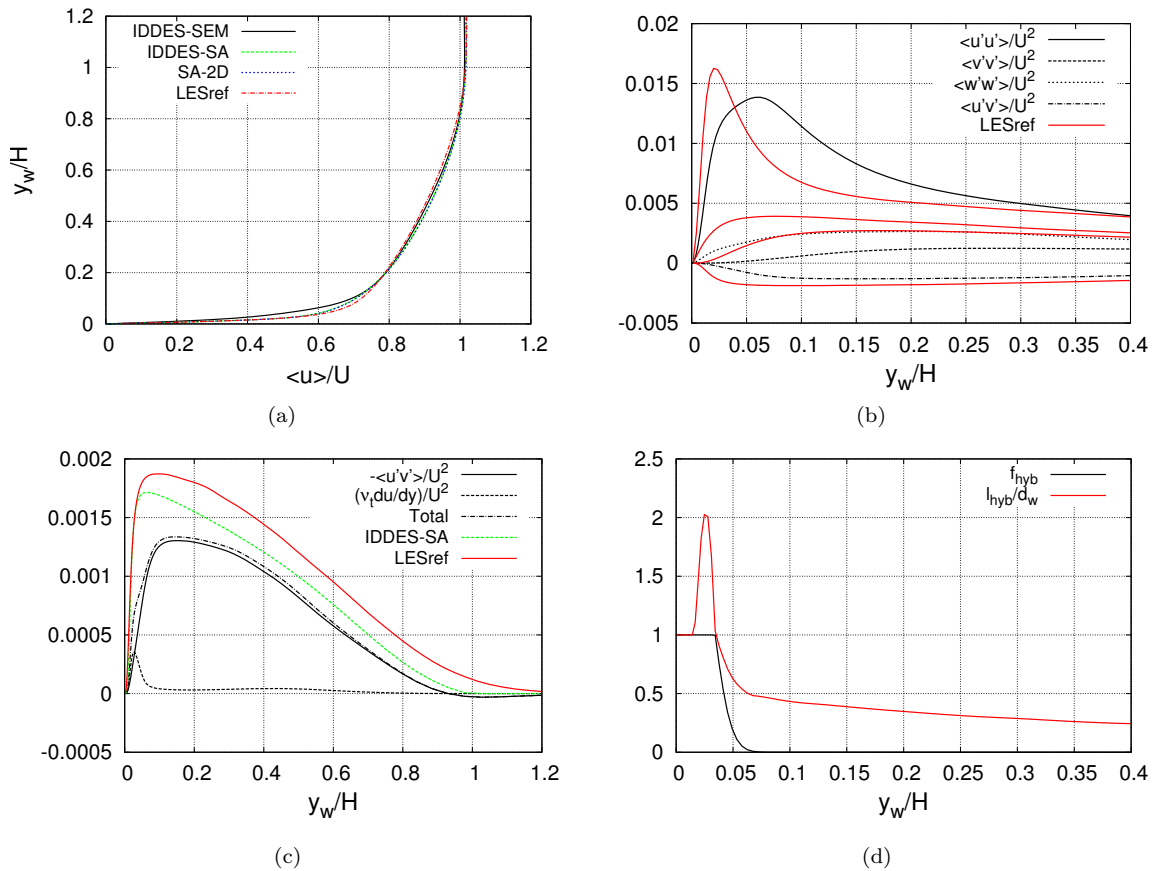 1.2
1
0.8
0.6
0.4
0.2
0
y_w/H
IDDES-SEM
IDDES-SA
SA-2D
LESref
0 0.2 0.4 0.6 0.8 1 1.2
<u>/U
(a)
0.02
0.015
0.01
0.005
0
-0.005
<u'u'>/U²
<v'v'>/U²
<w'w'>/U²
<u'v'>/U²
LESref
0 0.05 0.1 0.15 0.2 0.25 0.3 0.35 0.4
y_w/H
(b)
0.002
0.0015
0.001
0.0005
0
-0.0005
-<u'v'>/U²
(ν_t du/dy)/U²
Total
IDDES-SA
LESref
0 0.2 0.4 0.6 0.8 1 1.2
y_w/H
(c)
2.5
2
1.5
1
0.5
0
f_hyb
l_hyb/d_w
0 0.05 0.1 0.15 0.2 0.25 0.3 0.35 0.4
y_w/H
(d)